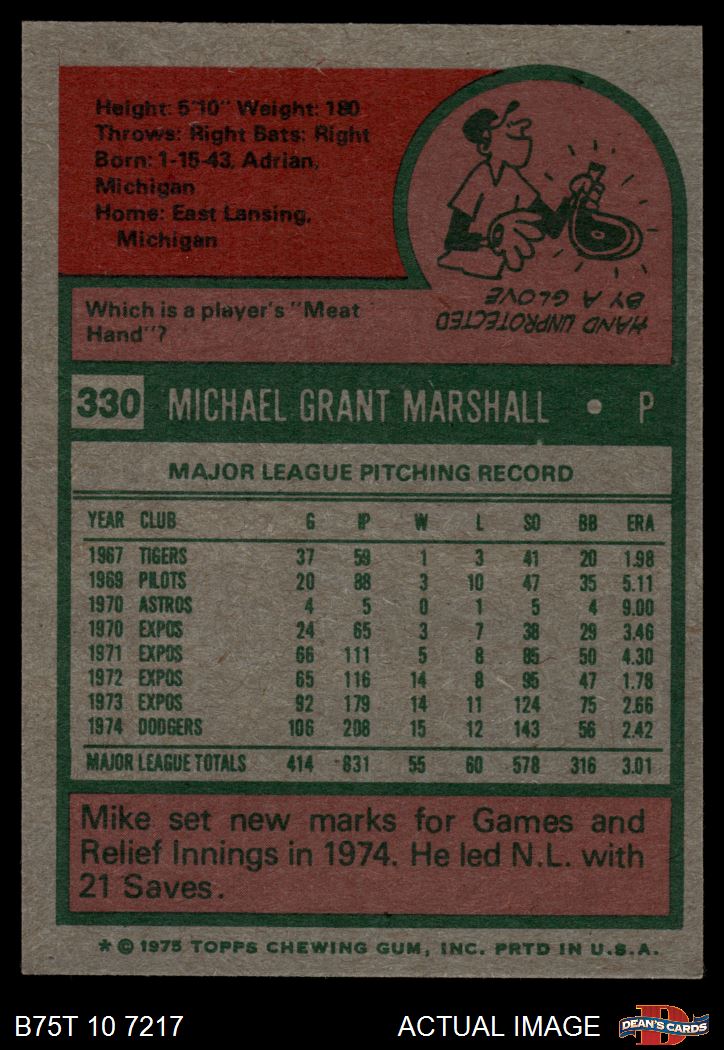 Height: 5'10" Weight: 180
Throws: Right Bats: Right
Born: 1-15-43, Adrian,
Michigan
Home: East Lansing,
Michigan
Which is a player's "Meat
Hand"?
HAND UNPROTECTED
BY A GLOVE
330 MICHAEL GRANT MARSHALL • P
MAJOR LEAGUE PITCHING RECORD
YEAR CLUB G IP W L SO BB ERA
1967 TIGERS 37 59 1 3 41 20 1.98
1969 PILOTS 20 88 3 10 47 35 5.11
1970 ASTROS 4 5 0 1 5 4 9.00
1970 EXPOS 24 65 3 7 38 29 3.46
1971 EXPOS 66 111 5 8 85 50 4.30
1972 EXPOS 65 116 14 8 95 47 1.78
1973 EXPOS 92 179 14 11 124 75 2.66
1974 DODGERS 106 208 15 12 143 56 2.42
MAJOR LEAGUE TOTALS 414 831 55 60 578 316 3.01
Mike set new marks for Games and
Relief Innings in 1974. He led N.L. with
21 Saves.
* © 1975 TOPPS CHEWING GUM, INC. PRTD IN U.S.A.
B75T 10 7217 ACTUAL IMAGE D DEAN'S CARDS